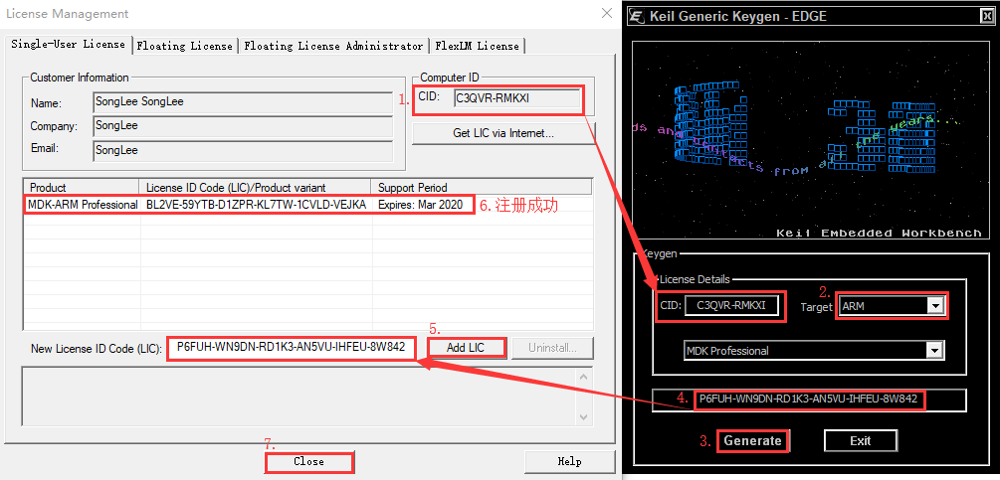 License Management
Single-User License
Floating License
Floating License Administrator
FlexLM License
Customer Information
Name:
SongLee SongLee
Company:
SongLee
Email:
SongLee
Computer ID
1.
CID:
C3QVR-RMKXI
Get LIC via Internet...
Product
License ID Code (LIC)/Product variant
Support Period
MDK-ARM Professional
BL2VE-59YTB-D1ZPR-KL7TW-1CVLD-VEJKA
Expires: Mar 2020
6.注册成功
5.
New License ID Code (LIC):
P6FUH-WN9DN-RD1K3-AN5VU-IHFEU-8W842
Add LIC
Uninstall...
7.
Close
Help
Keil Generic Keygen - EDGE
ds and contacts from all the years...
Keil Embedded Workbench
Keygen
License Details
CID:
C3QVR-RMKXI
2.
Target
ARM
MDK Professional
4.
P6FUH-WN9DN-RD1K3-AN5VU-IHFEU-8W842
3.
Generate
Exit